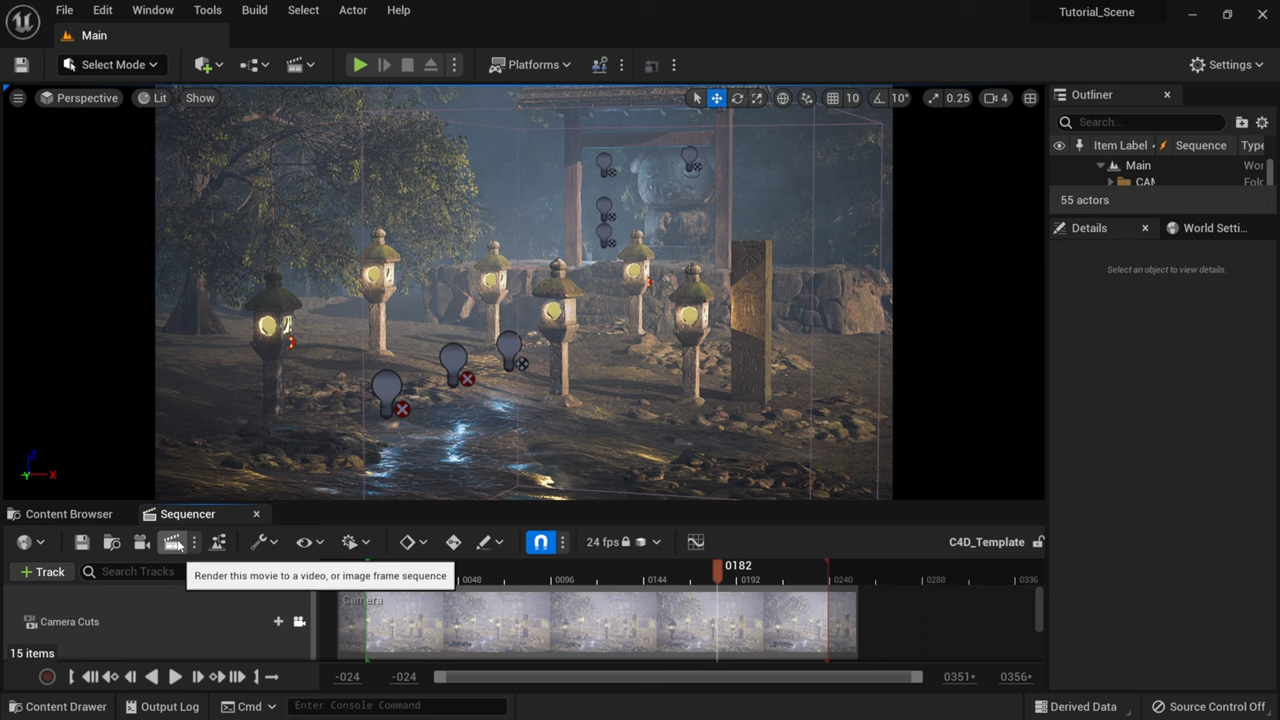 File Edit Window Tools Build Select Actor Help
Tutorial_Scene
Main
Select Mode
Platforms
Settings
Perspective Lit Show
10 10° 0.25 4
Outliner
Search...
Item Label Sequence Type
Main Wor
CAM Fol
55 actors
Details World Setti...
Select an object to view details.
Z
Y X
Content Browser Sequencer
24 fps C4D_Template
Track Search Tracks
Render this movie to a video, or image frame sequence
0182
0048 0096 0144 0192 0240 0288 0336
Camera
Camera Cuts
15 items
-024 -024 0351+ 0356+
Content Drawer Output Log Cmd Enter Console Command Derived Data Source Control Off